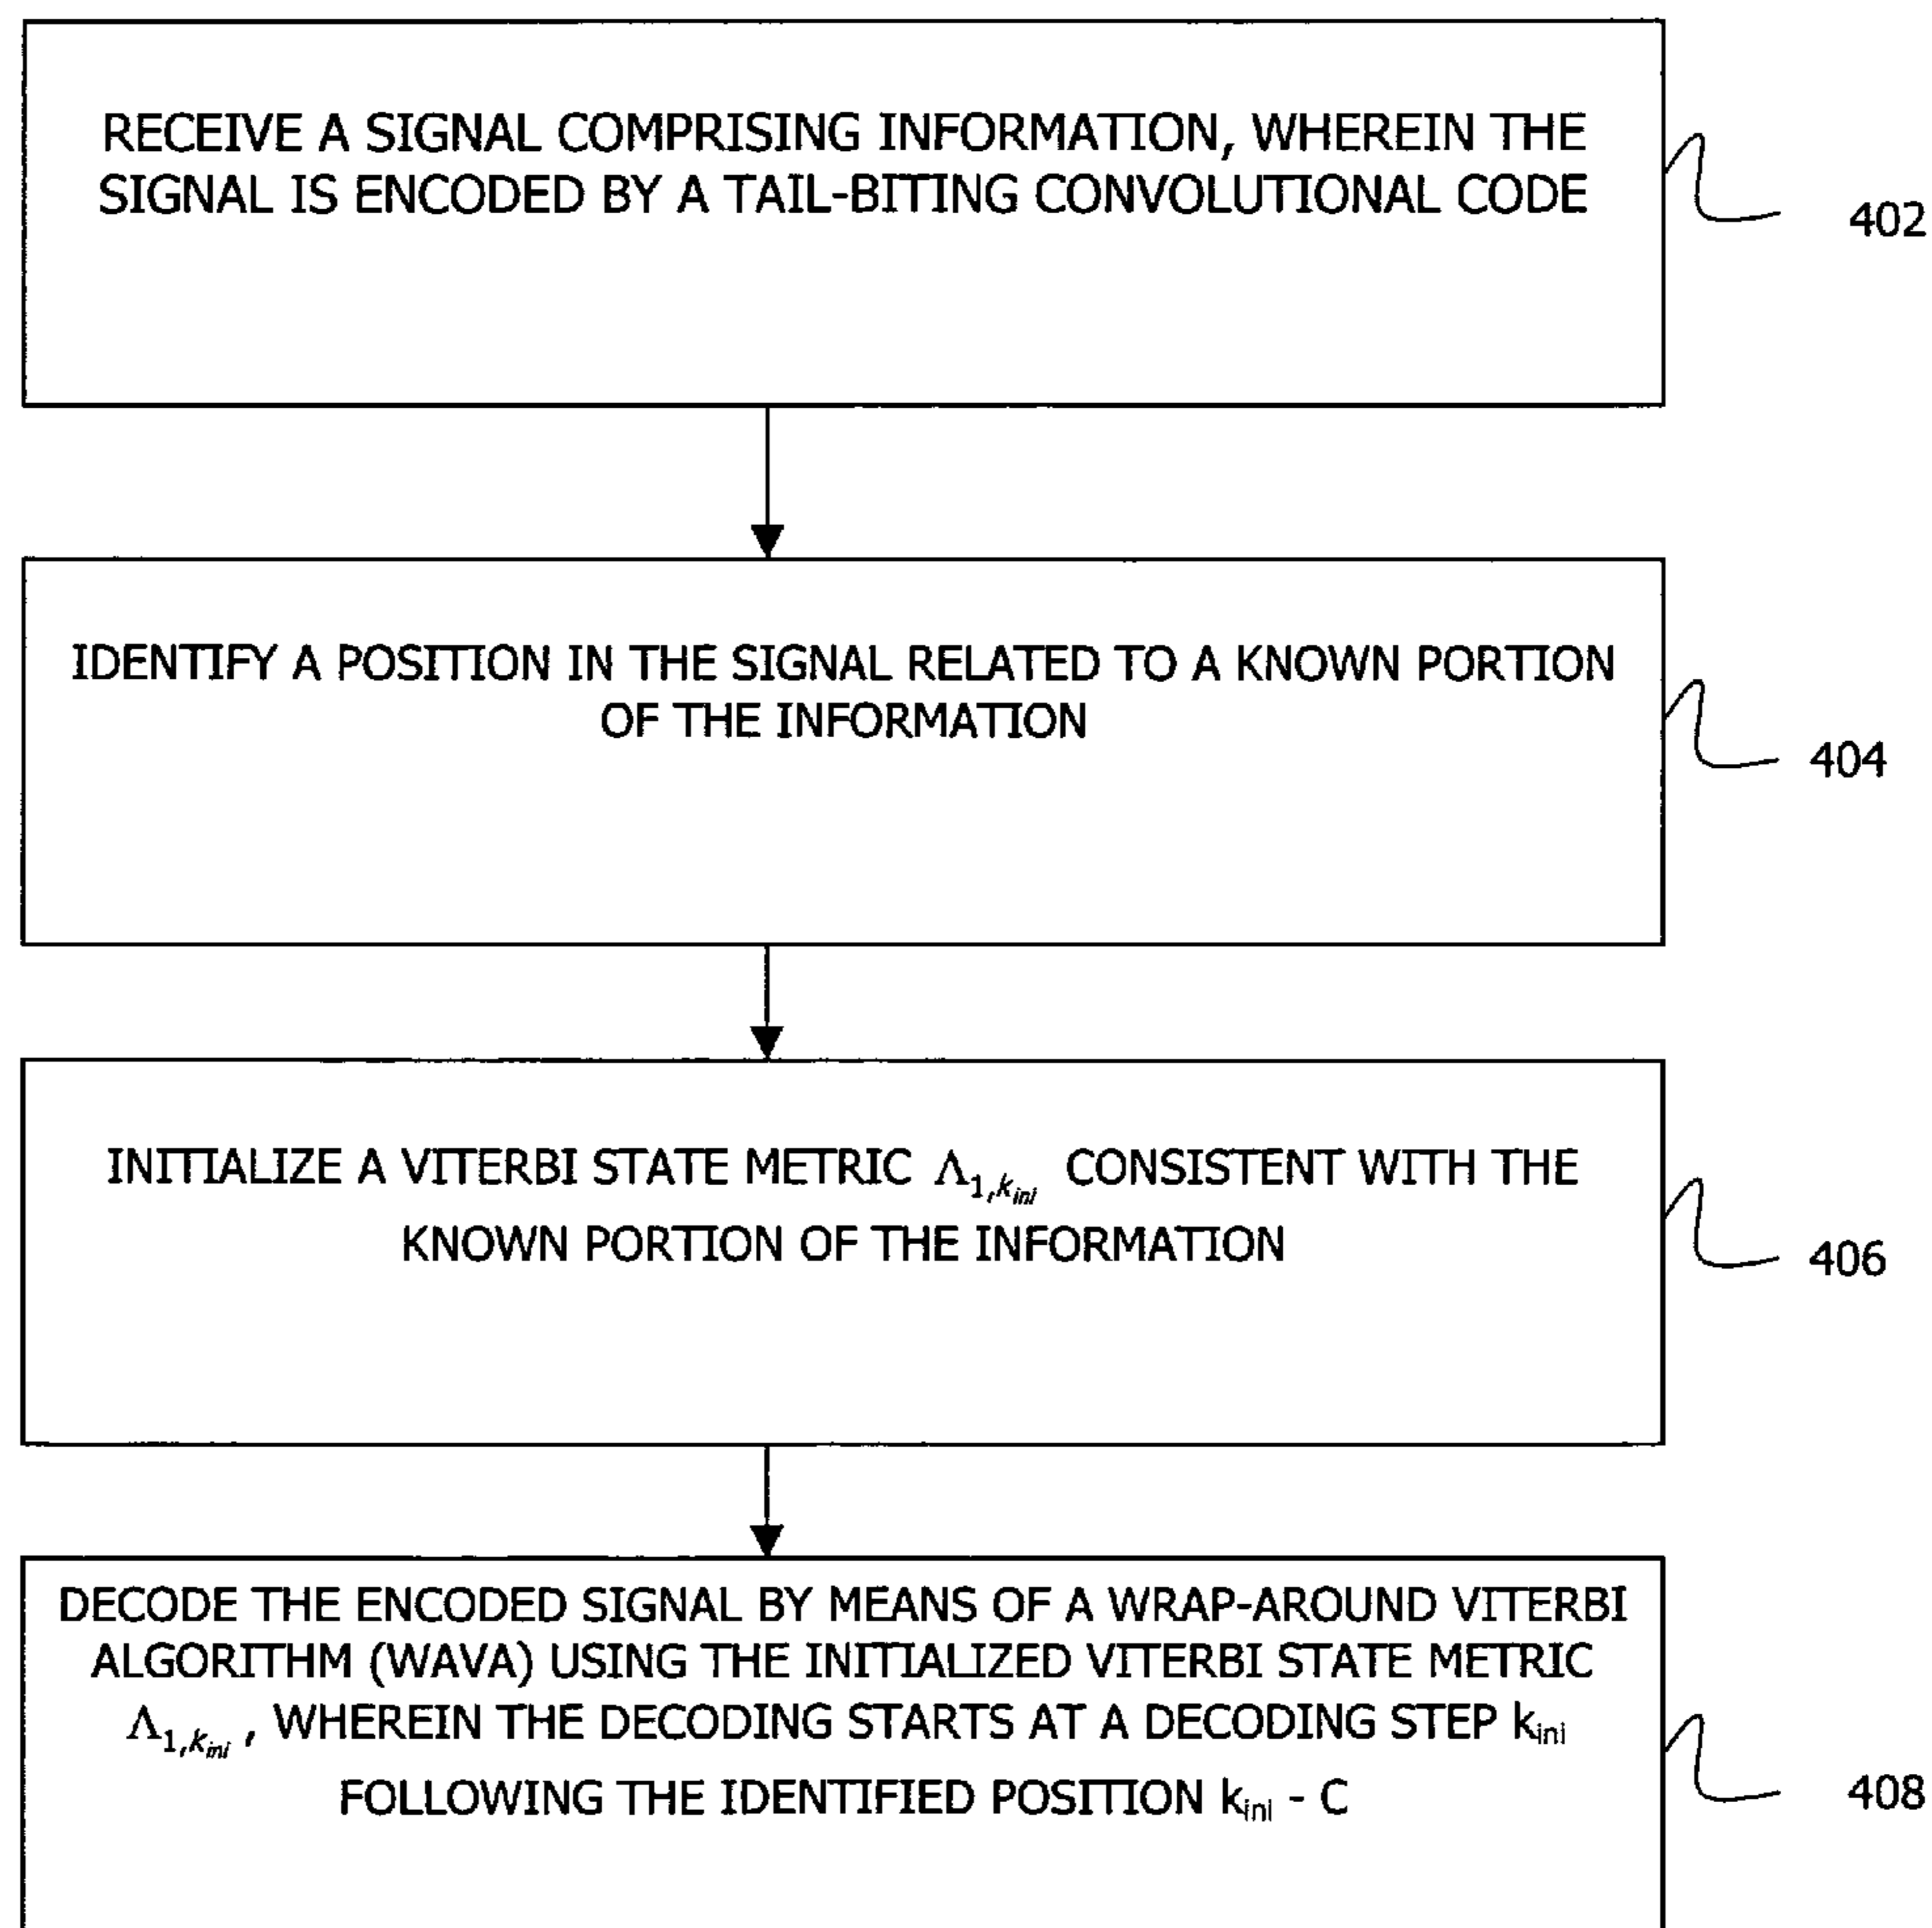 RECEIVE A SIGNAL COMPRISING INFORMATION, WHEREIN THE
SIGNAL IS ENCODED BY A TAIL-BITING CONVOLUTIONAL CODE
402
IDENTIFY A POSITION IN THE SIGNAL RELATED TO A KNOWN PORTION
OF THE INFORMATION
404
INITIALIZE A VITERBI STATE METRIC Λ1,kini CONSISTENT WITH THE
KNOWN PORTION OF THE INFORMATION
406
DECODE THE ENCODED SIGNAL BY MEANS OF A WRAP-AROUND VITERBI
ALGORITHM (WAVA) USING THE INITIALIZED VITERBI STATE METRIC
Λ1,kini , WHEREIN THE DECODING STARTS AT A DECODING STEP kini
FOLLOWING THE IDENTIFIED POSITION kini - C
408